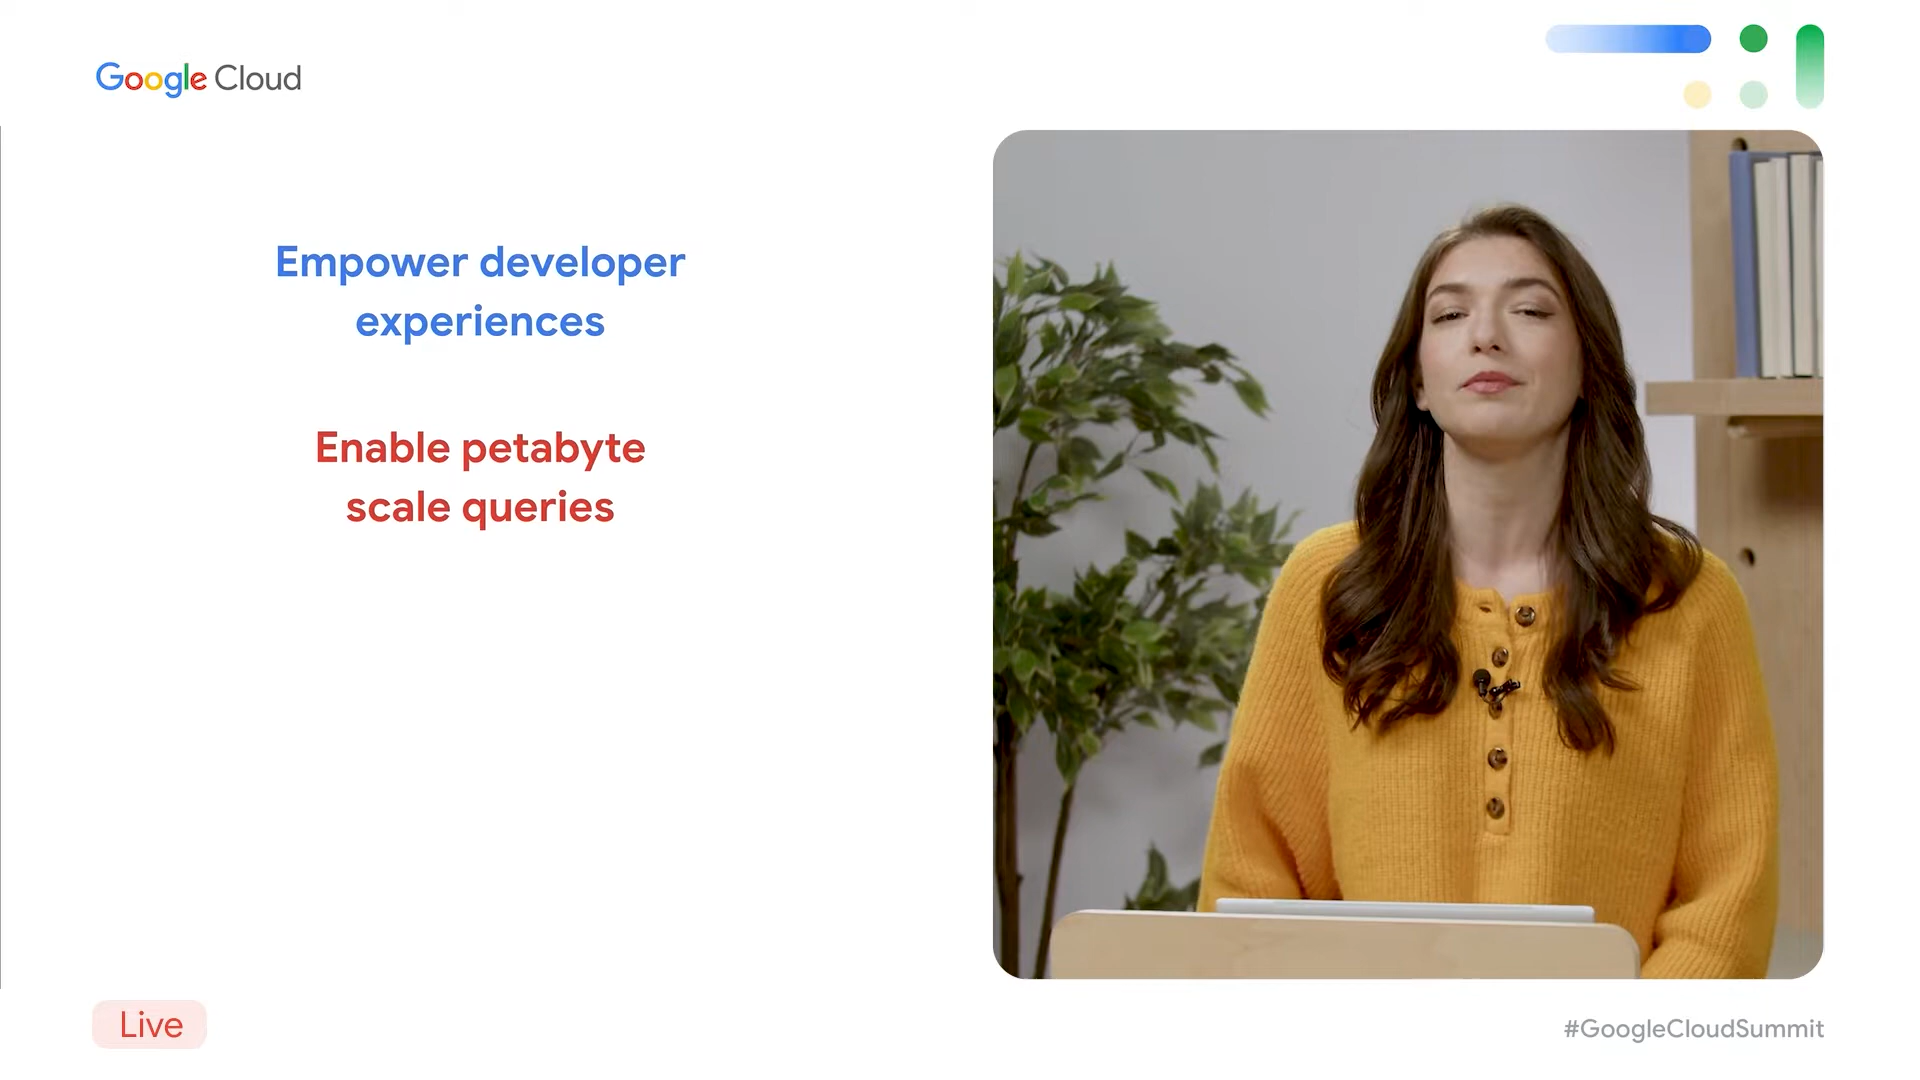 Google Cloud
Empower developer
experiences
Enable petabyte
scale queries
Live
#GoogleCloudSummit